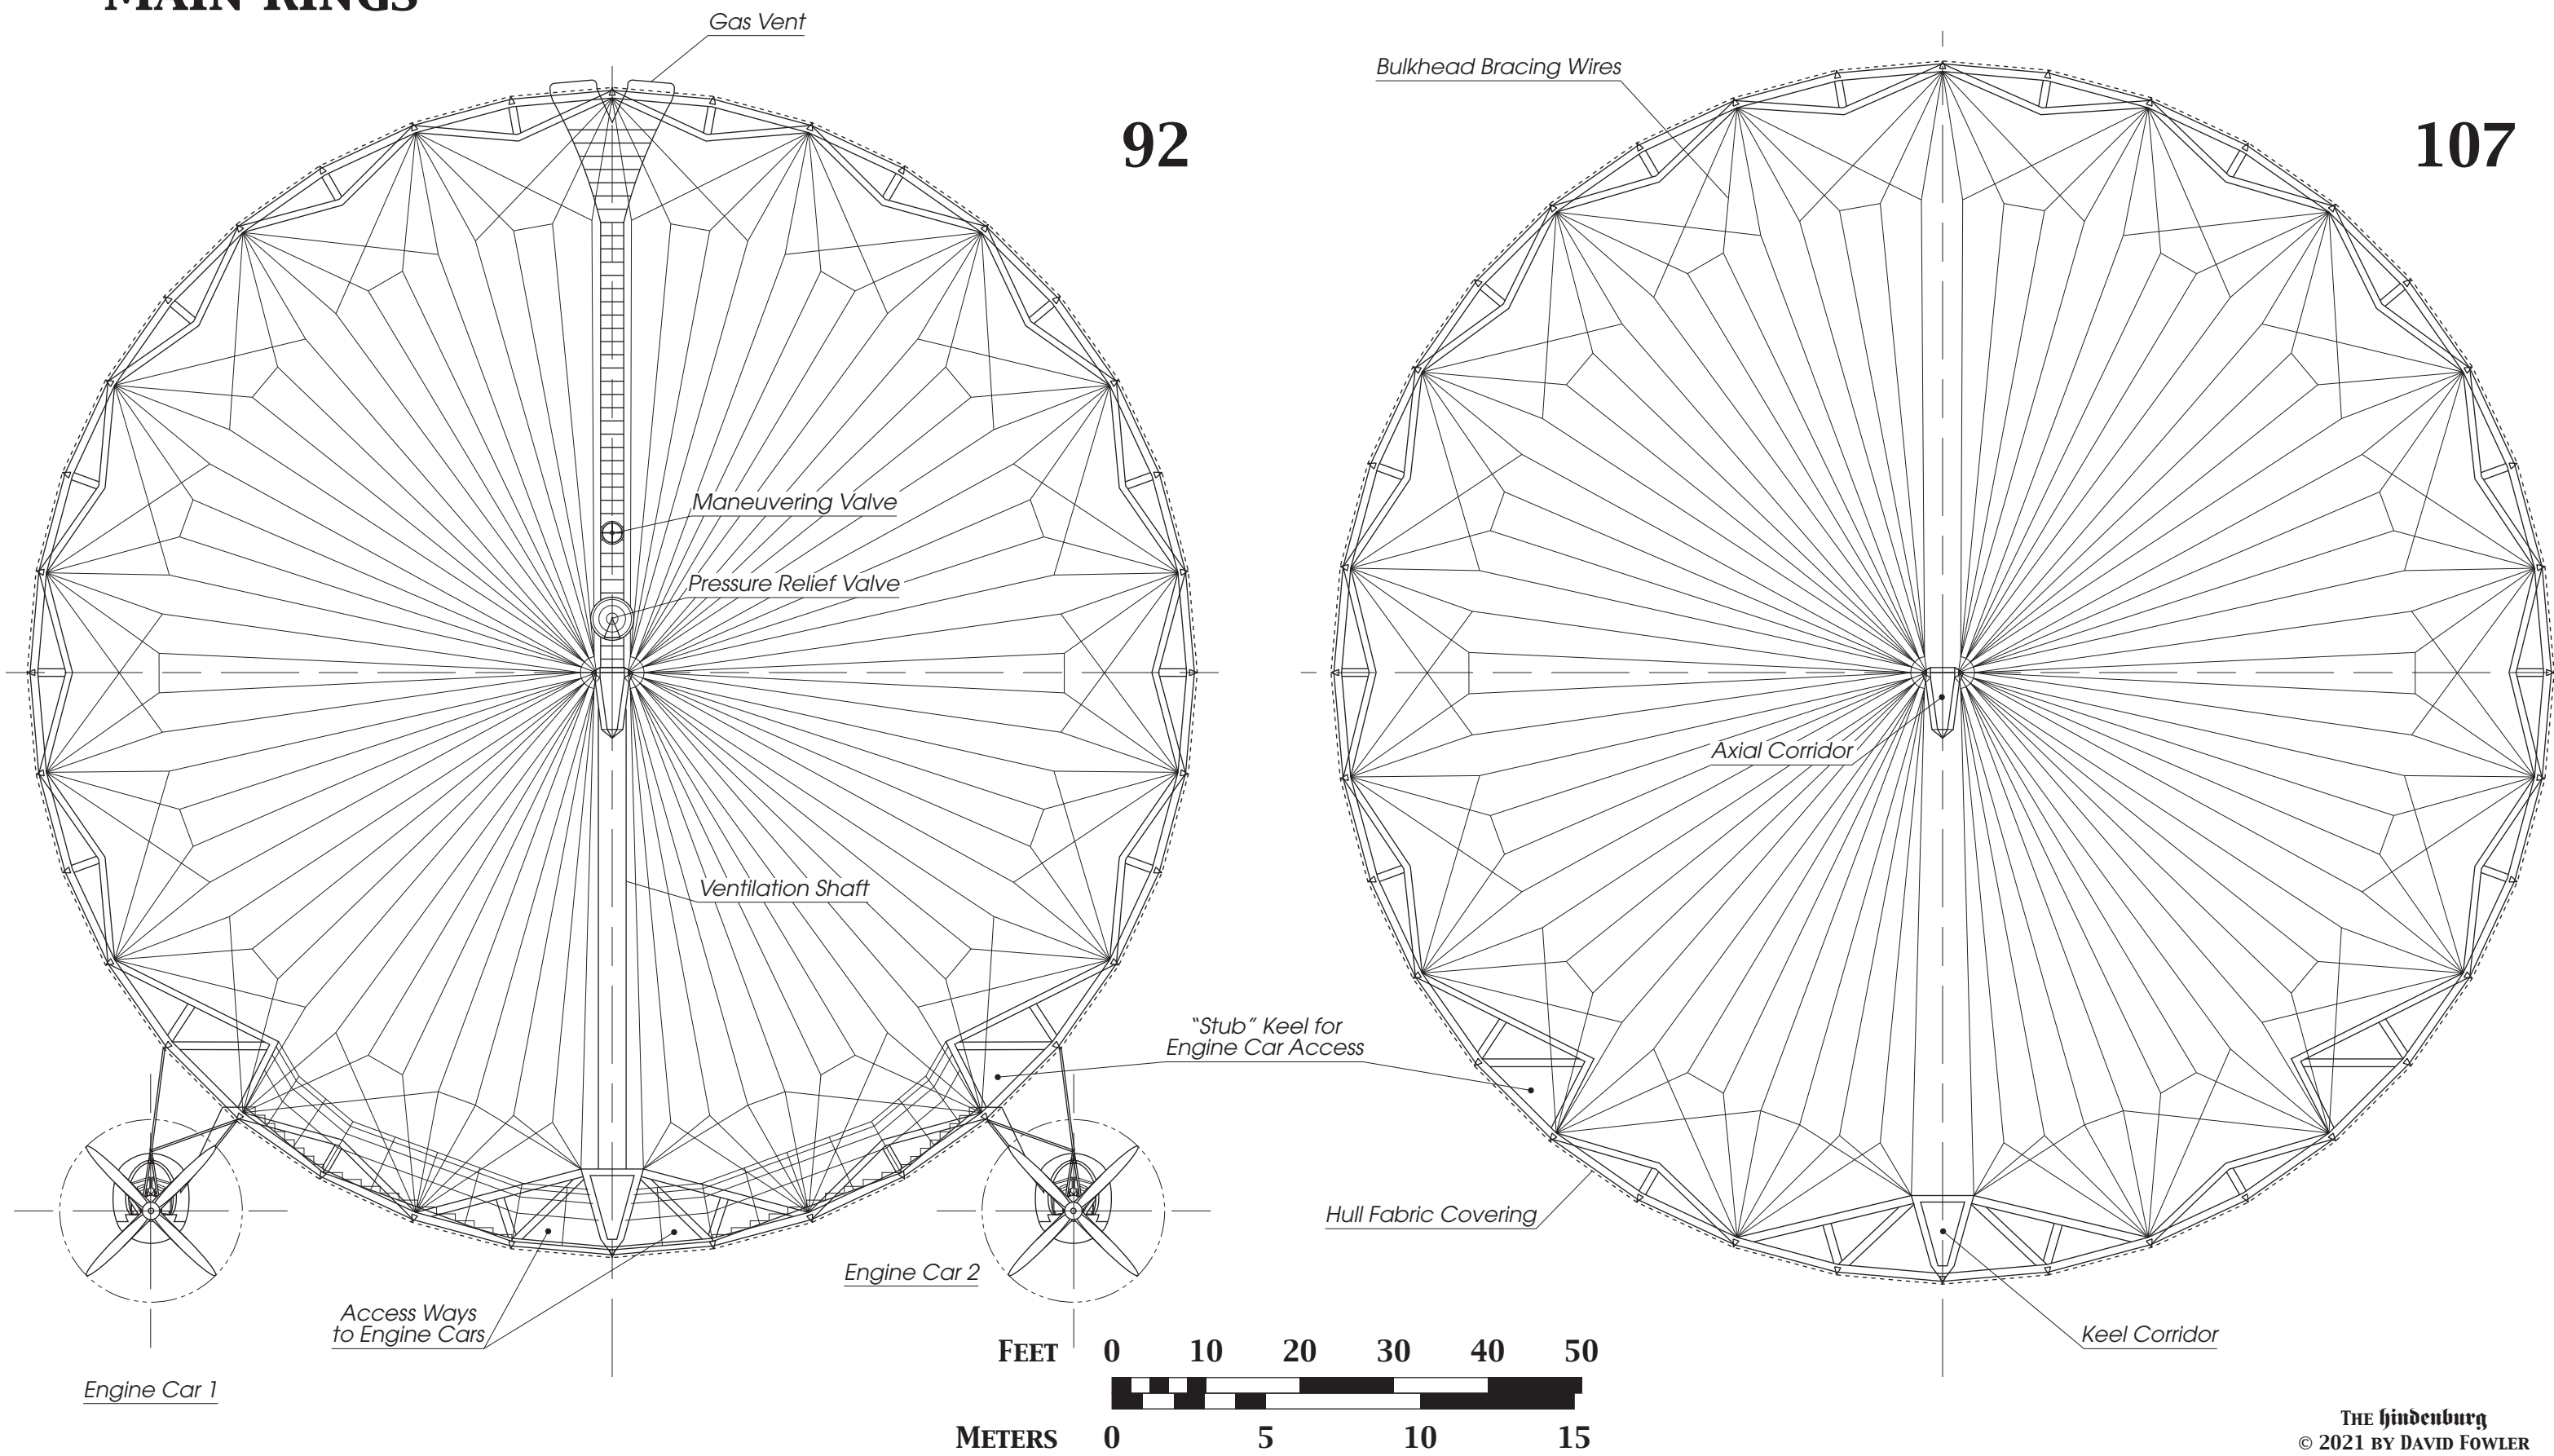 MAIN RINGS
Gas Vent
Bulkhead Bracing Wires
92
107
Maneuvering Valve
Pressure Relief Valve
Axial Corridor
Ventilation Shaft
“Stub” Keel for
Engine Car Access
Hull Fabric Covering
Engine Car 2
Access Ways
to Engine Cars
Keel Corridor
Engine Car 1
FEET 0 10 20 30 40 50
METERS 0 5 10 15
THE hindenburg
© 2021 BY DAVID FOWLER